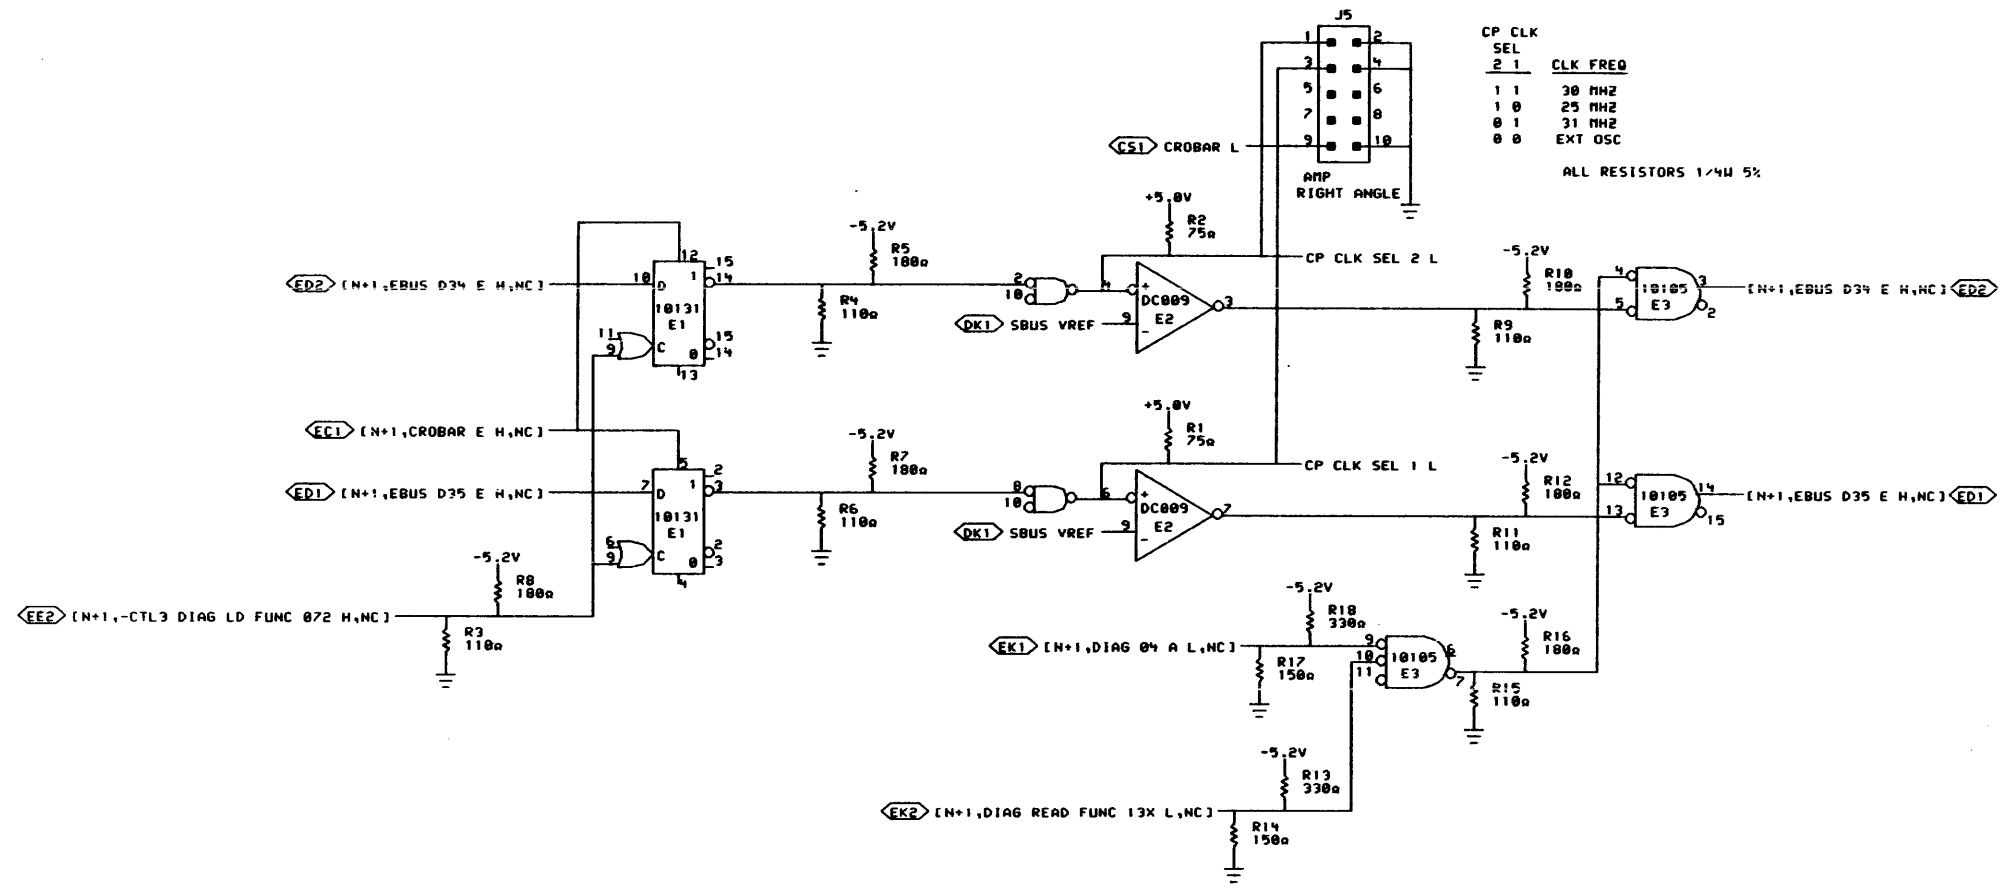 J5
1 2
3 4
5 6
7 8
9 10
AMP
RIGHT ANGLE
CS1 CROBAR L
CP CLK
SEL
2 1 CLK FREQ
1 1 30 MHZ
1 0 25 MHZ
0 1 31 MHZ
0 0 EXT OSC
ALL RESISTORS 1/4W 5%
ED2 [N+1,EBUS D34 E H,NC]
10 D
12
1
15
14
10131
E1
11
9
C
0
15
14
13
-5.2V
R5
180Ω
R4
110Ω
2
10
+5.0V
R2
75Ω
CP CLK SEL 2 L
4
+
DC009
E2
-
3
DK1 SBUS VREF 9
-5.2V
R10
180Ω
R9
110Ω
4
5
10105
E3
3
2
[N+1,EBUS D34 E H,NC] ED2
EC1 [N+1,CROBAR E H,NC]
ED1 [N+1,EBUS D35 E H,NC]
7 D
5
1
2
3
10131
E1
6
9
C
0
2
3
4
-5.2V
R7
180Ω
R6
110Ω
8
10
+5.0V
R1
75Ω
CP CLK SEL 1 L
6
+
DC009
E2
-
7
DK1 SBUS VREF 9
-5.2V
R12
180Ω
R11
110Ω
12
13
10105
E3
14
15
[N+1,EBUS D35 E H,NC] ED1
-5.2V
R8
180Ω
EE2 [N+1,-CTL3 DIAG LD FUNC 072 H,NC]
R3
110Ω
-5.2V
R18
330Ω
EK1 [N+1,DIAG 04 A L,NC]
R17
150Ω
9
10
11
10105
E3
6
7
-5.2V
R16
180Ω
R15
110Ω
-5.2V
R13
330Ω
EK2 [N+1,DIAG READ FUNC 13X L,NC]
R14
150Ω